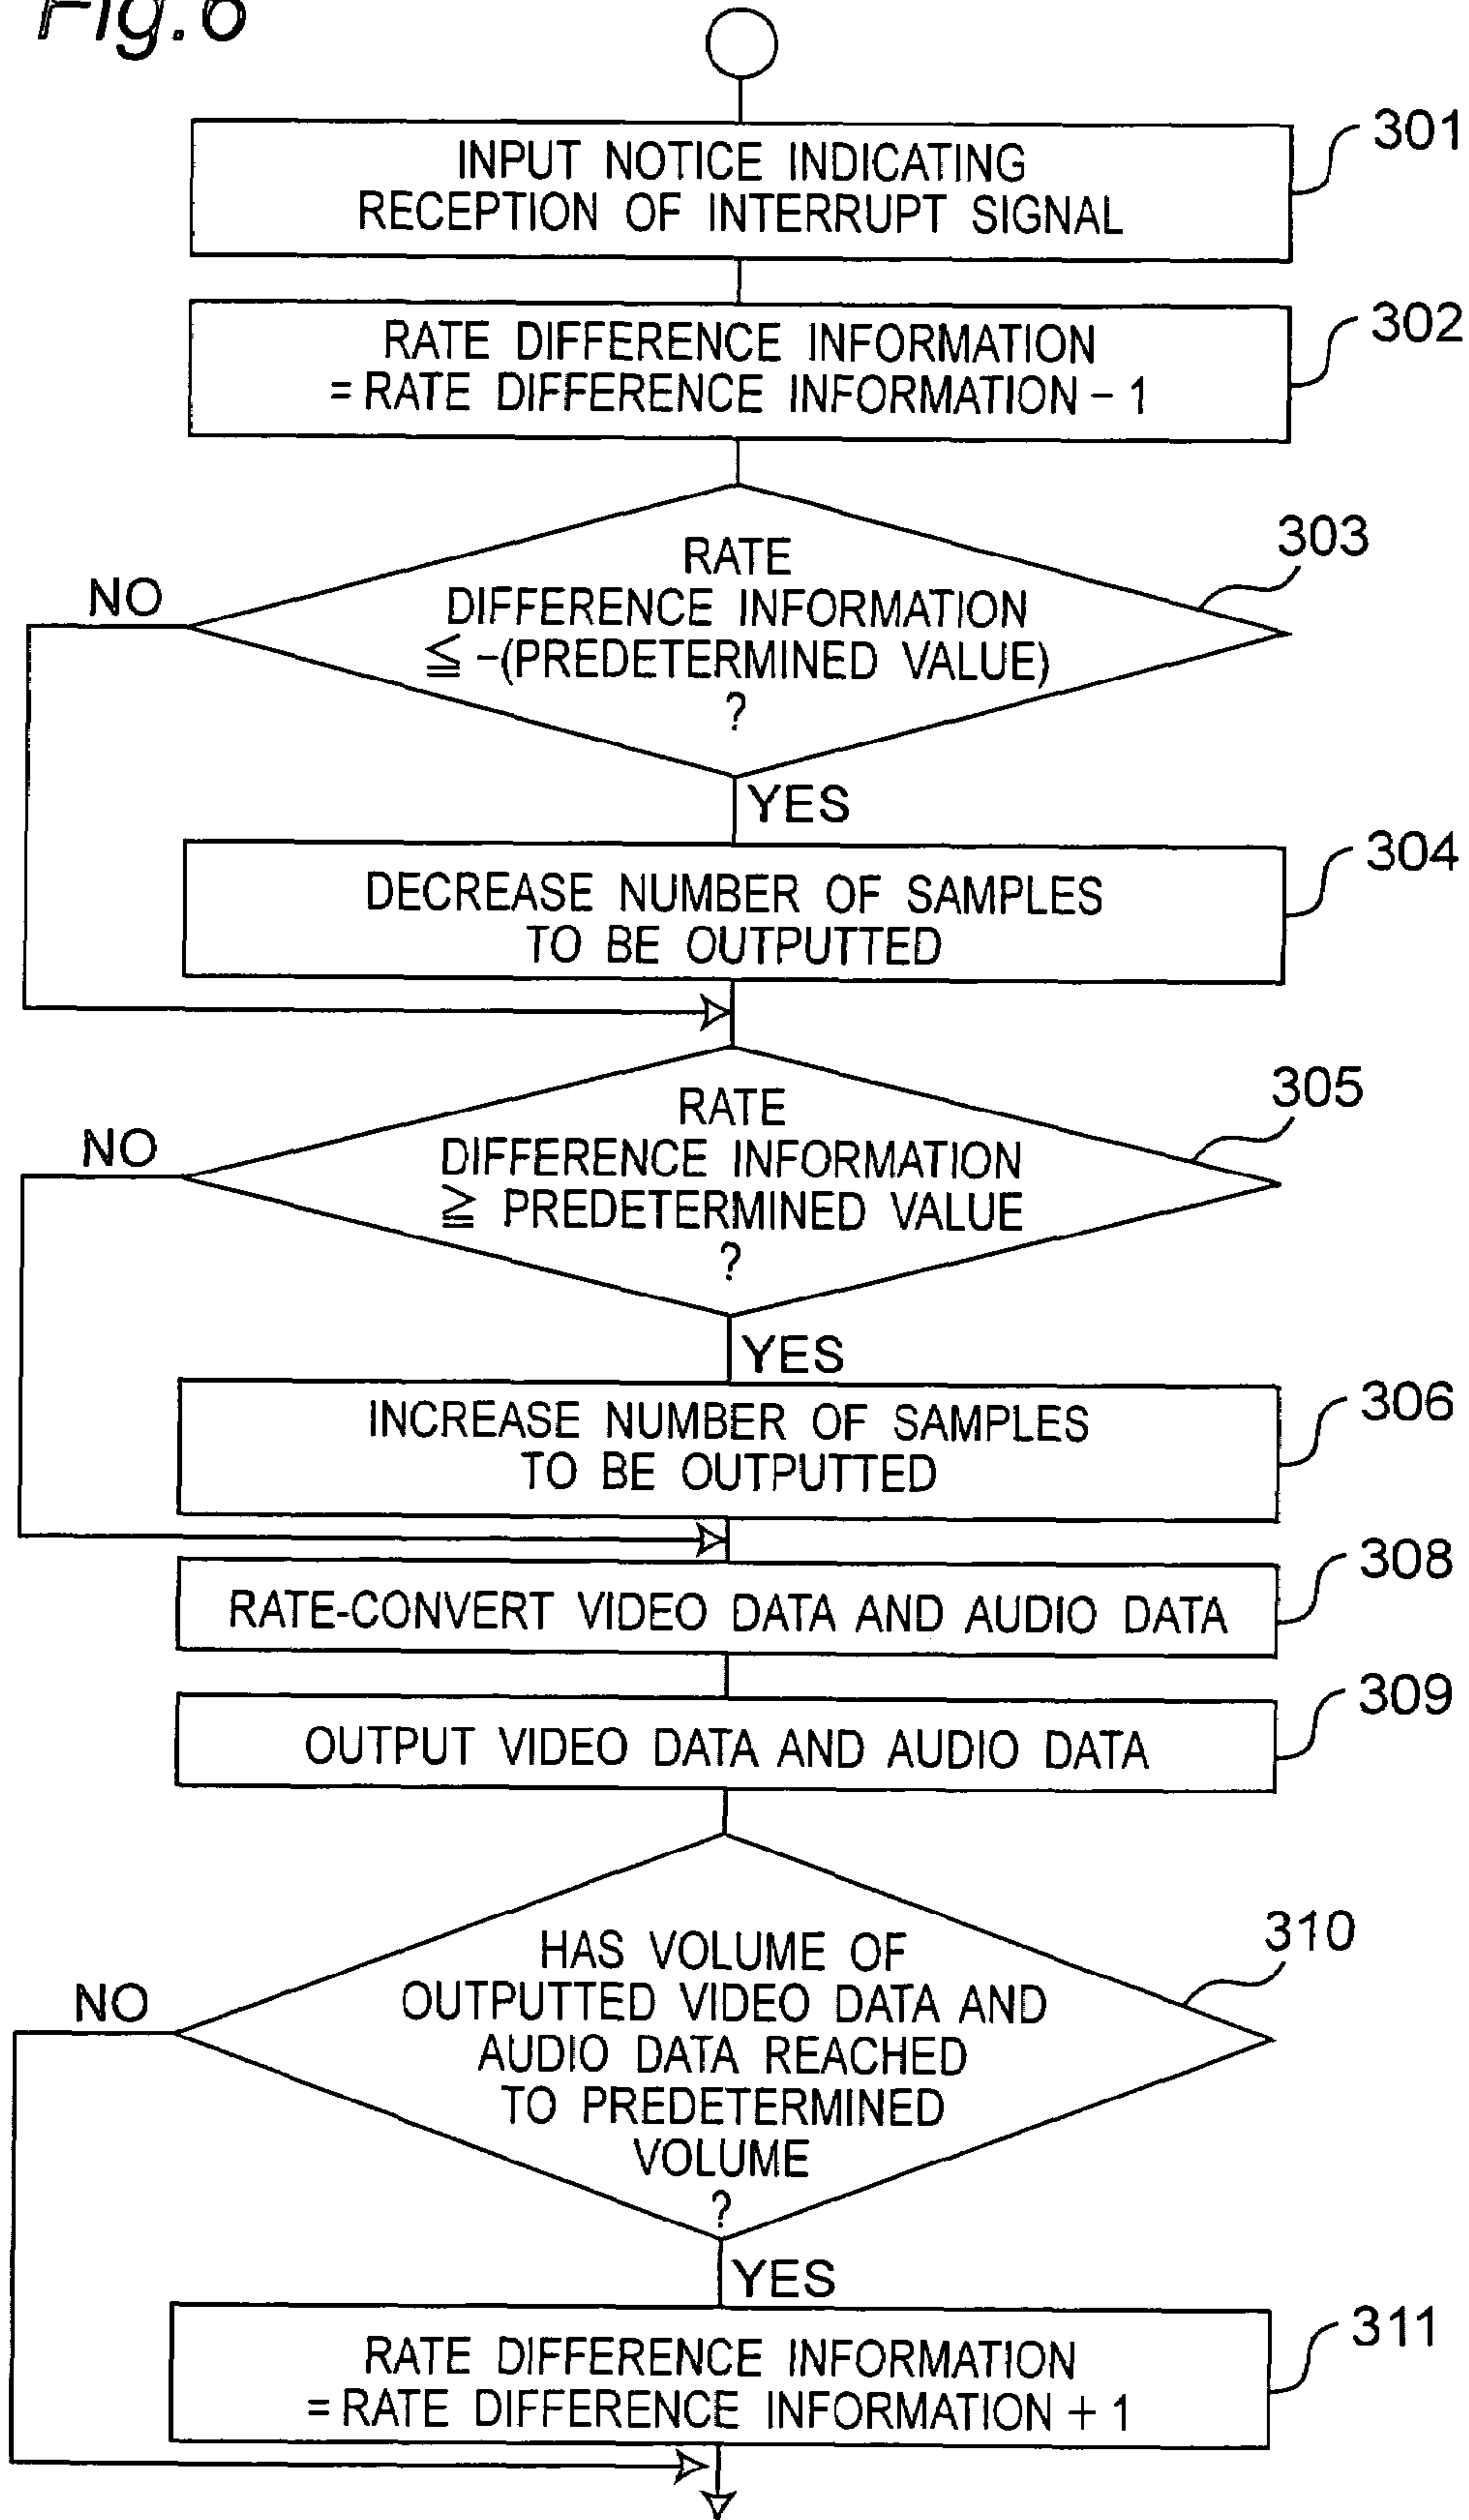 Fig.6
INPUT NOTICE INDICATING
RECEPTION OF INTERRUPT SIGNAL
301
RATE DIFFERENCE INFORMATION
= RATE DIFFERENCE INFORMATION - 1
302
RATE
DIFFERENCE INFORMATION
≦ -(PREDETERMINED VALUE)
?
303
NO
YES
DECREASE NUMBER OF SAMPLES
TO BE OUTPUTTED
304
RATE
DIFFERENCE INFORMATION
≧ PREDETERMINED VALUE
?
305
NO
YES
INCREASE NUMBER OF SAMPLES
TO BE OUTPUTTED
306
RATE-CONVERT VIDEO DATA AND AUDIO DATA
308
OUTPUT VIDEO DATA AND AUDIO DATA
309
HAS VOLUME OF
OUTPUTTED VIDEO DATA AND
AUDIO DATA REACHED
TO PREDETERMINED
VOLUME
?
310
NO
YES
RATE DIFFERENCE INFORMATION
= RATE DIFFERENCE INFORMATION + 1
311